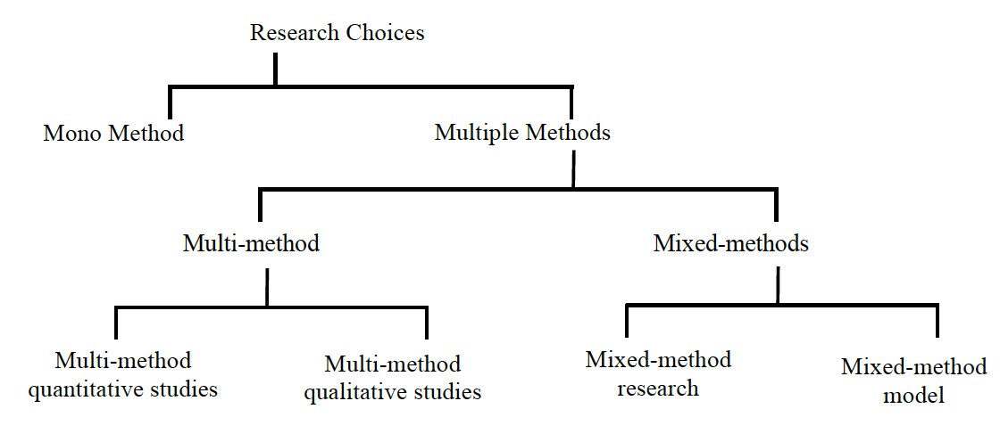 Research Choices
Mono Method
Multiple Methods
Multi-method
Mixed-methods
Multi-method
quantitative studies
Multi-method
qualitative studies
Mixed-method
research
Mixed-method
model